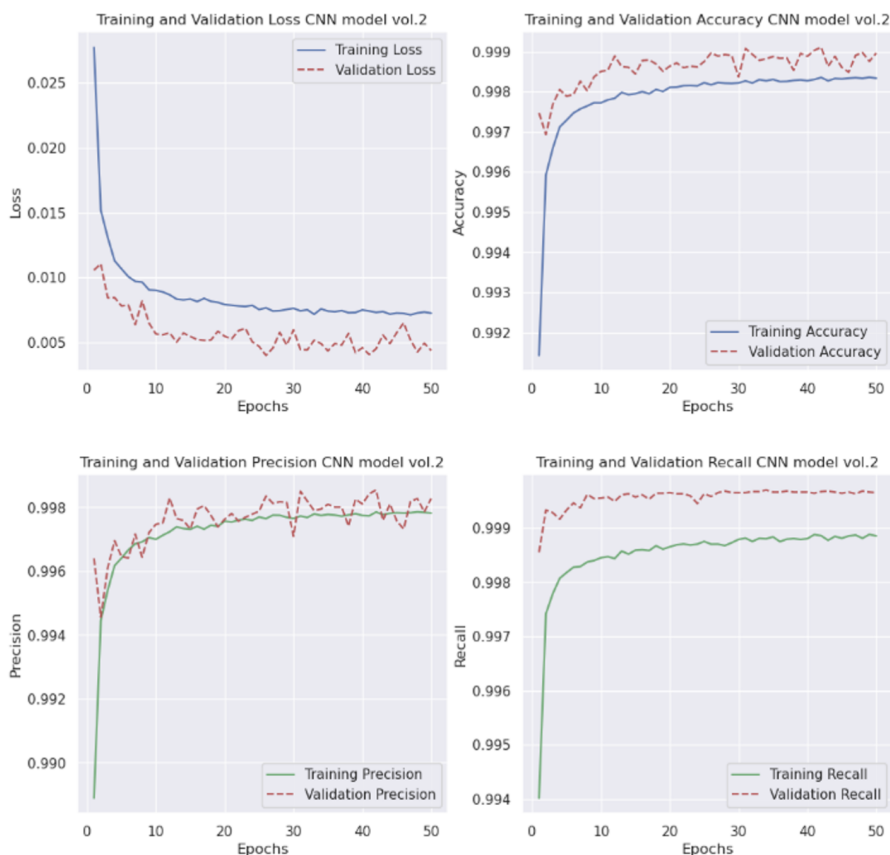 Training and Validation Loss CNN model vol.2
Training Loss
Validation Loss
0.025
0.020
0.015
0.010
0.005
Loss
0 10 20 30 40 50
Epochs
Training and Validation Accuracy CNN model vol.2
0.999
0.998
0.997
0.996
0.995
0.994
0.993
0.992
Accuracy
Training Accuracy
Validation Accuracy
0 10 20 30 40 50
Epochs
Training and Validation Precision CNN model vol.2
0.998
0.996
0.994
0.992
0.990
Precision
Training Precision
Validation Precision
0 10 20 30 40 50
Epochs
Training and Validation Recall CNN model vol.2
0.999
0.998
0.997
0.996
0.995
0.994
Recall
Training Recall
Validation Recall
0 10 20 30 40 50
Epochs